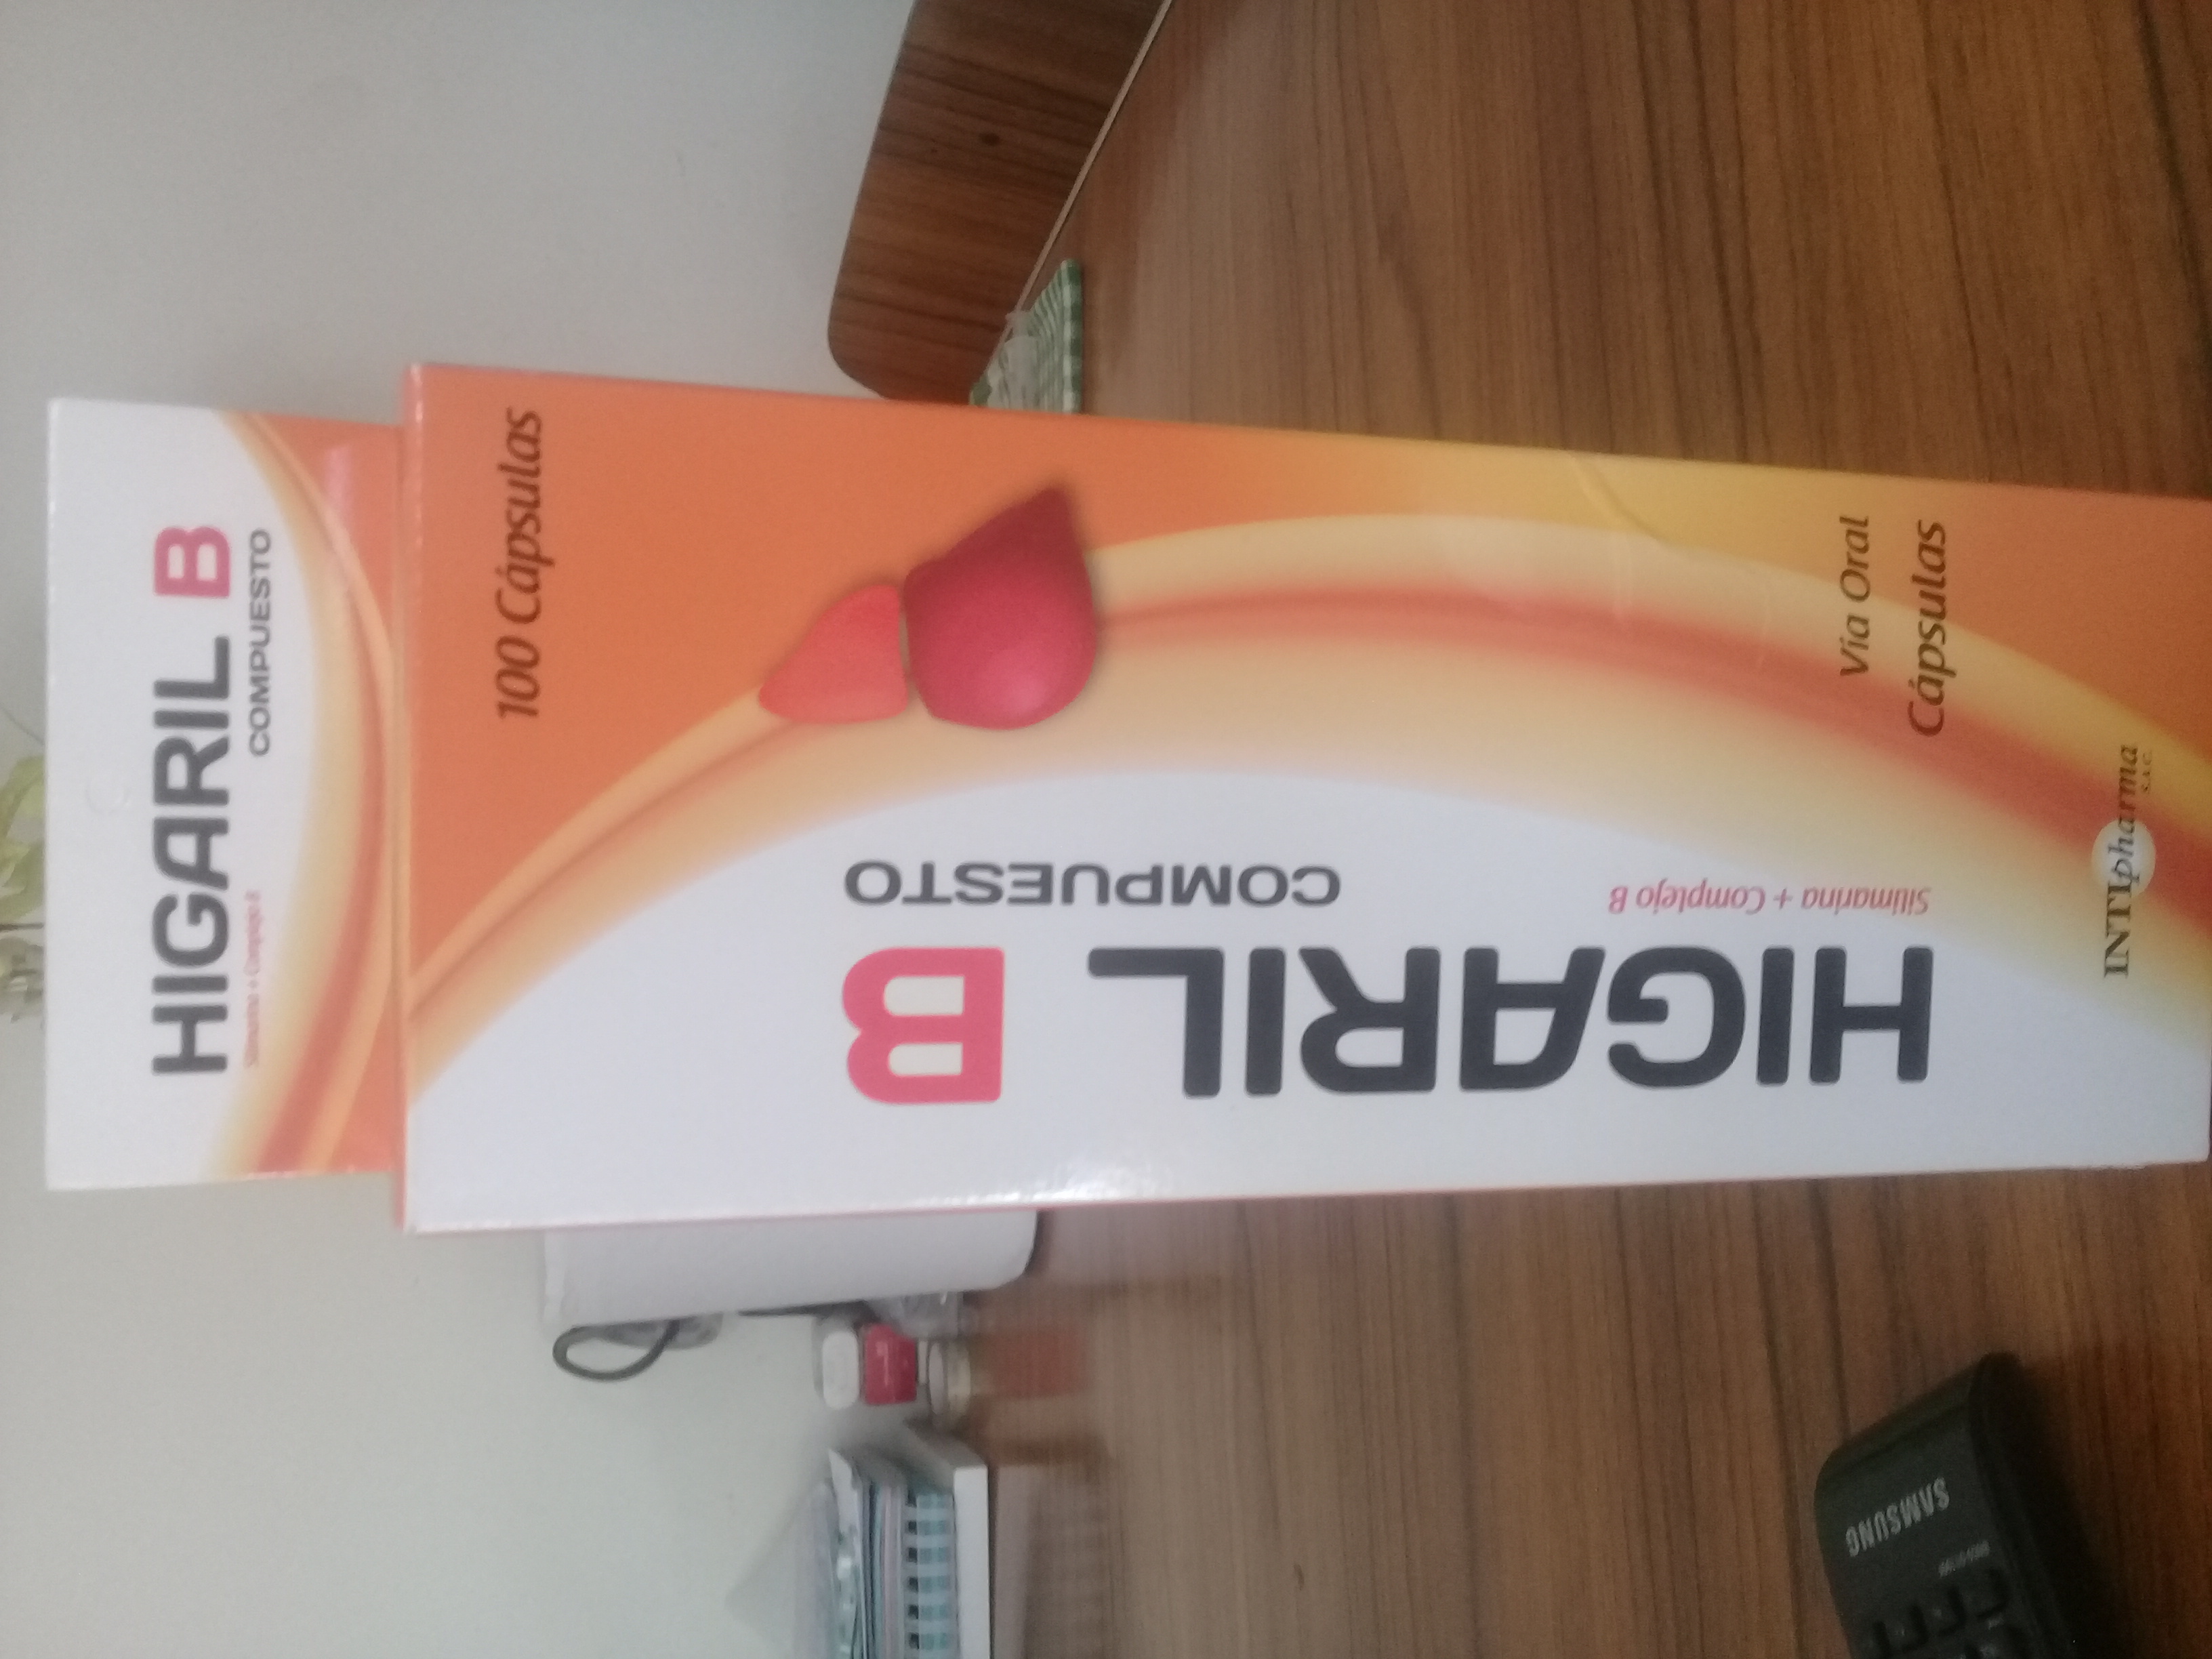 HIGARIL B
Silimarina + Complejo B
COMPUESTO
100 Cápsulas
HIGARIL B
COMPUESTO
Silimarina + Complejo B
Vía Oral
Cápsulas
INTIpharma
S.A.C.
SAMSUNG